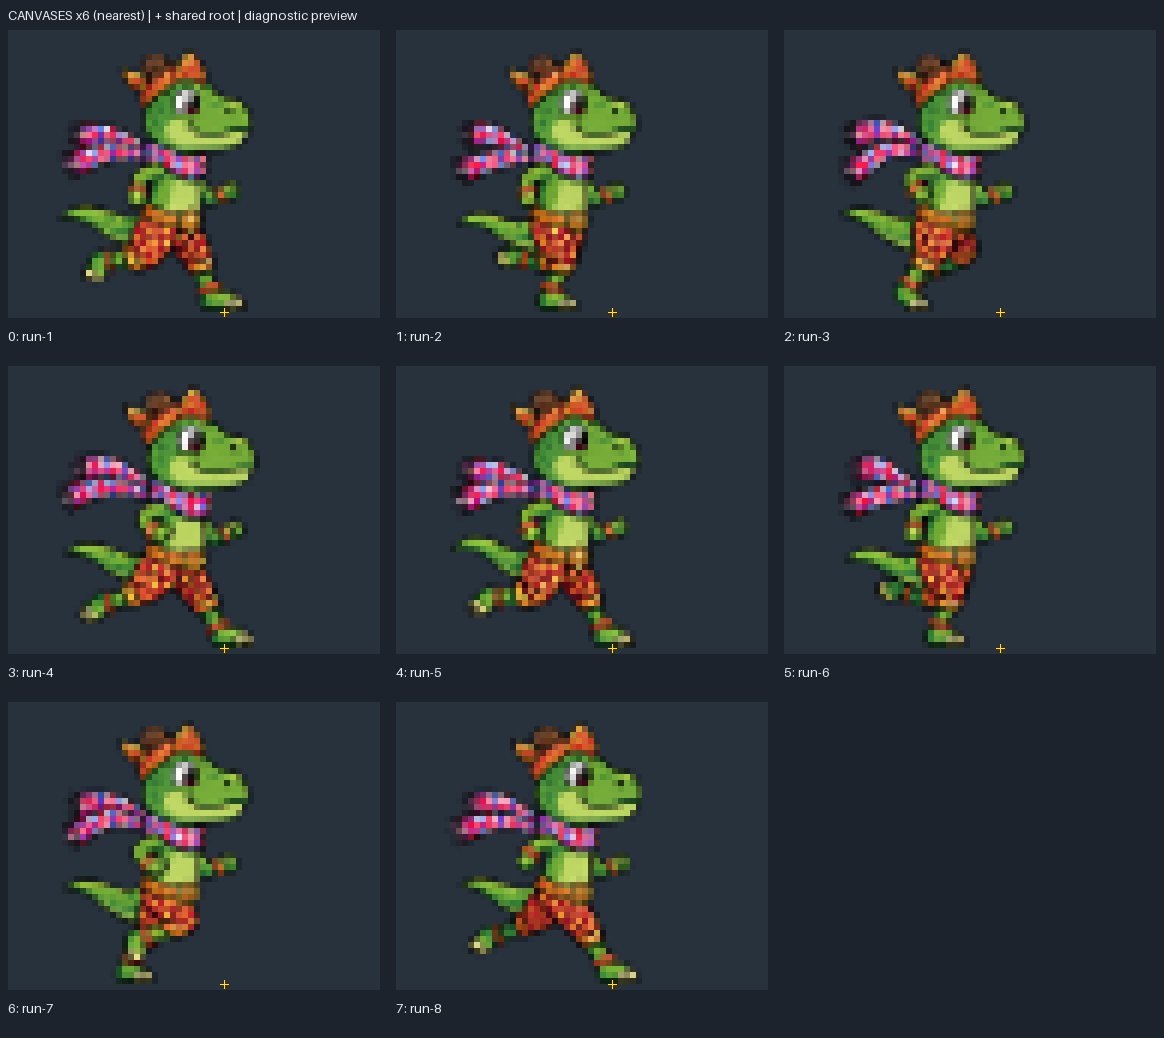 CANVASES x6 (nearest) | + shared root | diagnostic preview
0: run-1
1: run-2
2: run-3
3: run-4
4: run-5
5: run-6
6: run-7
7: run-8